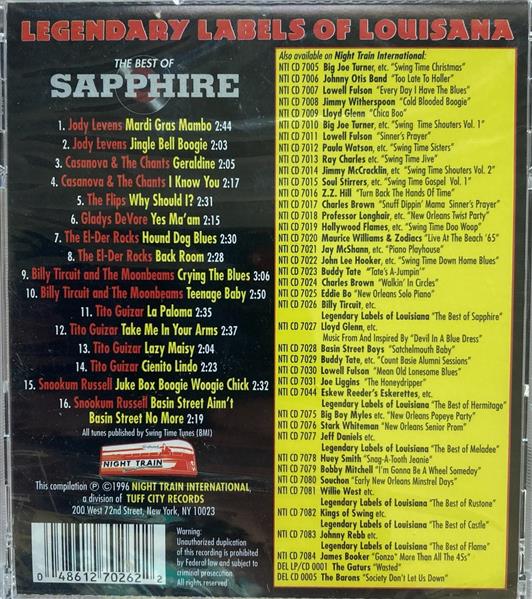 LEGENDARY LABELS OF LOUISANA
THE BEST OF
SAPPHIRE
1. Jody Levens Mardi Gras Mambo 2:44
2. Jody Levens Jingle Bell Boogie 2:03
3. Casanova & The Chants Geraldine 2:05
4. Casanova & The Chants I Know You 2:17
5. The Flips Why Should I? 2:31
6. Gladys DeVore Yes Ma'am 2:15
7. The El-Der Rocks Hound Dog Blues 2:30
8. The El-Der Rocks Back Room 2:38
9. Billy Tircuit and The Moonbeams Crying The Blues 3:06
10. Billy Tircuit and The Moonbeams Teenage Baby 2:50
11. Tito Guizar La Paloma 2:35
12. Tito Guizar Take Me In Your Arms 2:37
13. Tito Guizar Lazy Maisy 2:04
14. Tito Guizar Cienito Lindo 2:23
15. Snookum Russell Juke Box Boogie Woogie Chick 2:32
16. Snookum Russell Basin Street Ainn't
Basin Street No More 2:19
All tunes published by Swing Time Tunes (BMI)
NIGHT TRAIN
This compilation ℗ ©1996 NIGHT TRAIN INTERNATIONAL,
a division of TUFF CITY RECORDS
200 West 72nd Street, New York, NY 10023
0 48612 70262 2
Warning:
Unauthorized duplication
of this recording is prohibited
by Federal law and subject to
criminal prosecution.
All rights reserved
Also available on Night Train International:
NTI CD 7005 Big Joe Turner, etc. "Swing Time Christmas"
NTI CD 7006 Johnny Otis Band "Too Late To Holler"
NTI CD 7007 Lowell Fulson "Every Day I Have The Blues"
NTI CD 7008 Jimmy Witherspoon "Cold Blooded Boogie"
NTI CD 7009 Lloyd Glenn "Chica Boo"
NTI CD 7010 Big Joe Turner, etc. "Swing Time Shouters Vol. 1"
NTI CD 7011 Lowell Fulson "Sinner's Prayer"
NTI CD 7012 Paula Watson, etc. "Swing Time Sisters"
NTI CD 7013 Ray Charles etc. "Swing Time Jive"
NTI CD 7014 Jimmy McCracklin, etc "Swing Time Shouters Vol. 2"
NTI CD 7015 Soul Stirrers, etc. "Swing Time Gospel Vol. 1"
NTI CD 7016 Z.Z. Hill "Turn Back The Hands Of Time"
NTI CD 7017 Charles Brown "Snuff Dippin' Mama Sinner's Prayer"
NTI CD 7018 Professor Longhair, etc. "New Orleans Twist Party"
NTI CD 7019 Hollywood Flames, etc. "Swing Time Doo Woop"
NTI CD 7020 Maurice Williams & Zodiacs "Live At The Beach '65"
NTI CD 7021 Jay McShann, etc. "Piano Playhouse"
NTI CD 7022 John Lee Hooker, etc. "Swing Time Down Home Blues"
NTI CD 7023 Buddy Tate "Tate's A-Jumpin'"
NTI CD 7024 Charles Brown "Walkin' In Circles"
NTI CD 7025 Eddie Bo "New Orleans Solo Piano"
NTI CD 7026 Billy Tircuit, etc.
Legendary Labels of Louisiana "The Best of Sapphire"
NTI CD 7027 Lloyd Glenn, etc.
Music From And Inspired By "Devil In A Blue Dress"
NTI CD 7028 Basin Street Boys "Satchelmouth Baby"
NTI CD 7029 Buddy Tate, etc. "Count Basie Alumni Sessions"
NTI CD 7030 Lowell Fulson "Mean Old Lonesome Blues"
NTI CD 7031 Joe Liggins "The Honeydripper"
NTI CD 7044 Eskew Reeder's Eskerettes, etc.
Legendary Labels of Louisiana "The Best of Hermitage"
NTI CD 7075 Big Boy Myles etc. "New Orleans Popeye Party"
NTI CD 7076 Stark Whiteman "New Orleans Senior Prom"
NTI CD 7077 Jeff Daniels etc.
Legendary Labels of Louisiana "The Best of Meladee"
NTI CD 7078 Huey Smith "Snag-A-Tooth Jeanie"
NTI CD 7079 Bobby Mitchell "I'm Gonna Be A Wheel Someday"
NTI CD 7080 Souchon "Early New Orleans Minstrel Days"
NTI CD 7081 Willie West etc.
Legendary Labels of Louisiana "The Best of Rustone"
NTI CD 7082 Kings of Swing etc.
Legendary Labels of Louisiana "The Best of Castle"
NTI CD 7083 Johnny Rebb etc.
Legendary Labels of Louisiana "The Best of Flame"
NTI CD 7084 James Booker "Gonzo" More Than All The 45s"
DEL LP/CD 0001 The Gaturs "Wasted"
DEL CD 0005 The Barons "Society Don't Let Us Down"